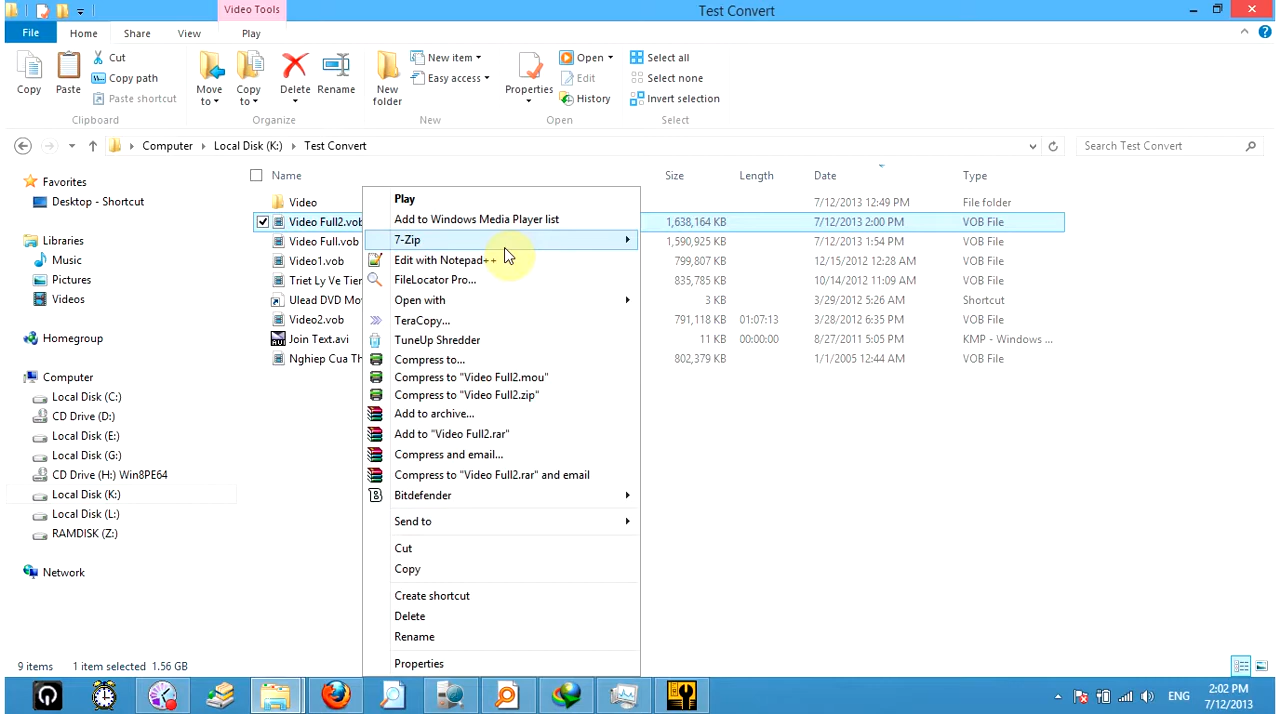 Video Tools
Test Convert
File
Home
Share
View
Play
Copy
Paste
Cut
Copy path
Paste shortcut
Clipboard
Move to
Copy to
Delete
Rename
Organize
New folder
New item
Easy access
New
Properties
Open
Edit
History
Open
Select all
Select none
Invert selection
Select
Computer
Local Disk (K:)
Test Convert
Search Test Convert
Favorites
Desktop - Shortcut
Libraries
Music
Pictures
Videos
Homegroup
Computer
Local Disk (C:)
CD Drive (D:)
Local Disk (E:)
Local Disk (G:)
CD Drive (H:) Win8PE64
Local Disk (K:)
Local Disk (L:)
RAMDISK (Z:)
Network
Name Size Length Date Type
Video 7/12/2013 12:49 PM File folder
Video Full2.vob 1,638,164 KB 7/12/2013 2:00 PM VOB File
Video Full.vob 1,590,925 KB 7/12/2013 1:54 PM VOB File
Video1.vob 799,807 KB 12/15/2012 12:28 AM VOB File
Triet Ly Ve Tier 835,785 KB 10/14/2012 11:09 AM VOB File
Ulead DVD Mo 3 KB 3/29/2012 5:26 AM Shortcut
Video2.vob 791,118 KB 01:07:13 3/28/2012 6:35 PM VOB File
Join Text.avi 11 KB 00:00:00 8/27/2011 5:05 PM KMP - Windows ...
Nghiep Cua Th 802,379 KB 1/1/2005 12:44 AM VOB File
Play
Add to Windows Media Player list
7-Zip
Edit with Notepad++
FileLocator Pro...
Open with
TeraCopy...
TuneUp Shredder
Compress to...
Compress to "Video Full2.mou"
Compress to "Video Full2.zip"
Add to archive...
Add to "Video Full2.rar"
Compress and email...
Compress to "Video Full2.rar" and email
Bitdefender
Send to
Cut
Copy
Create shortcut
Delete
Rename
Properties
9 items 1 item selected 1.56 GB
ENG
2:02 PM
7/12/2013